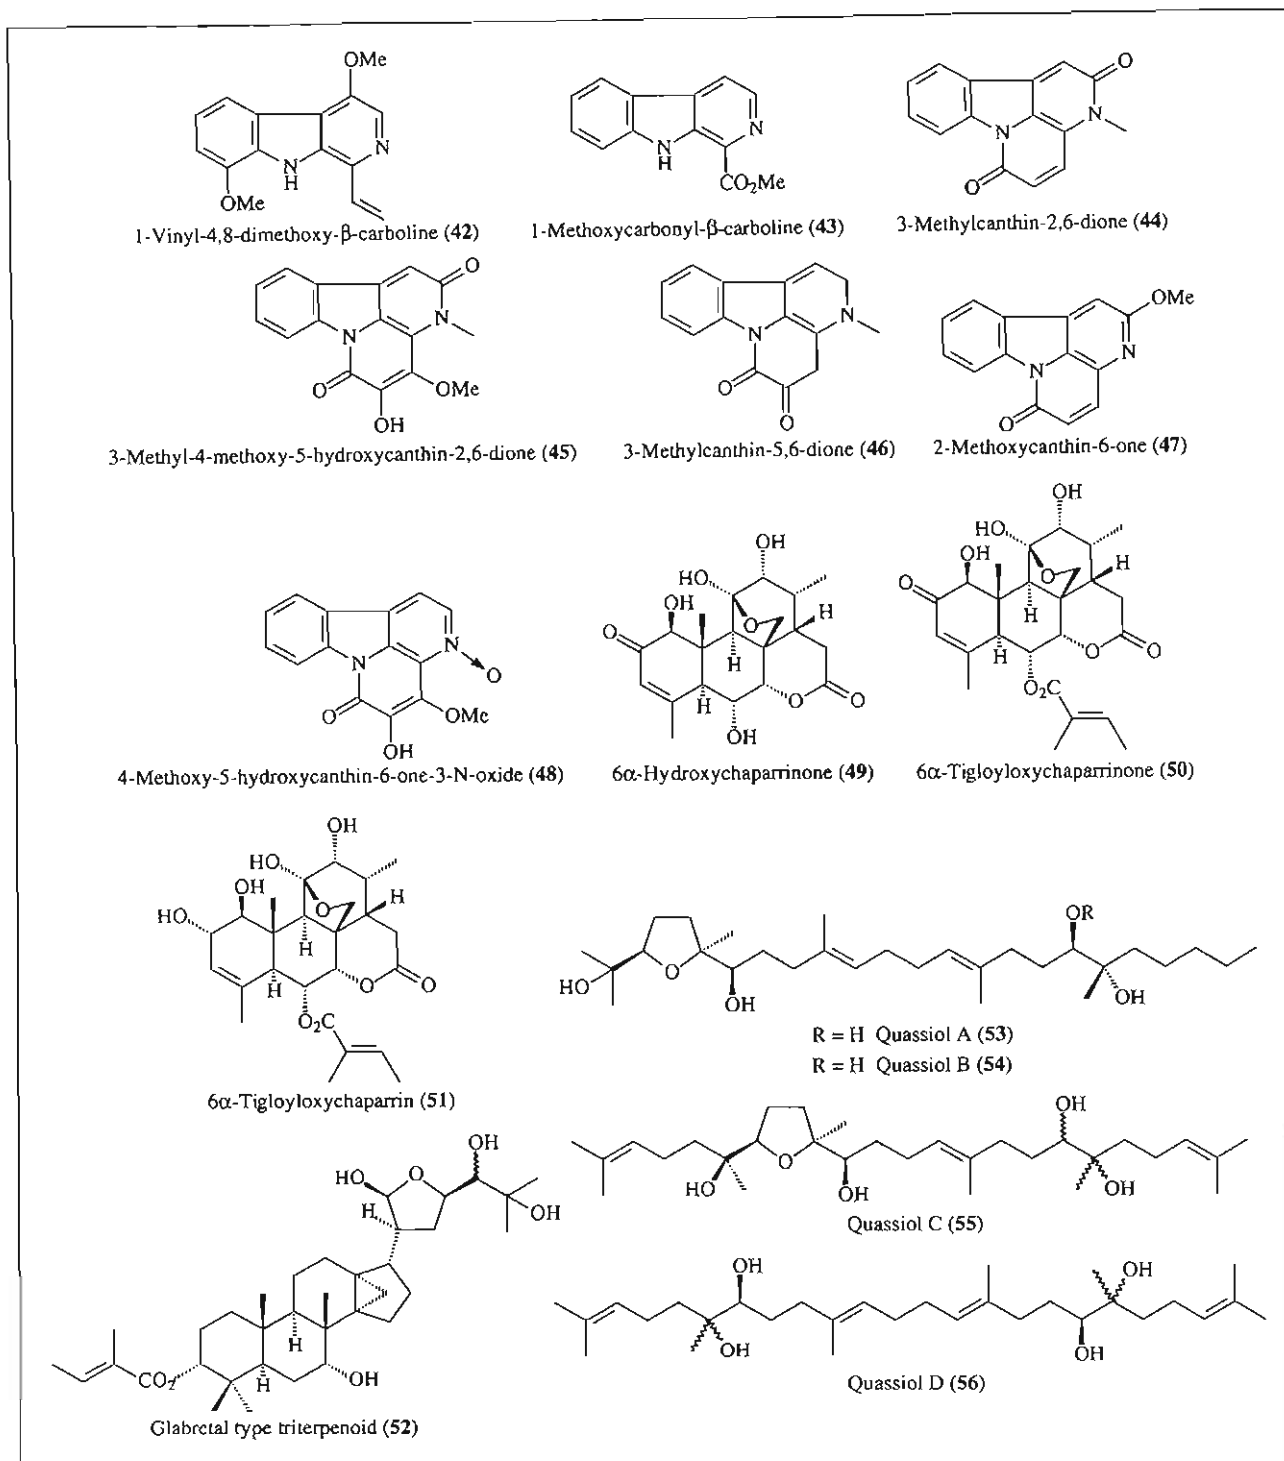 OMe
N
N
H
OMe
1-Vinyl-4,8-dimethoxy-β-carboline (42)
N
N
H
CO₂Me
1-Methoxycarbonyl-β-carboline (43)
O
N
N
O
3-Methylcanthin-2,6-dione (44)
O
N
N
O
OMe
OH
3-Methyl-4-methoxy-5-hydroxycanthin-2,6-dione (45)
N
N
O
O
3-Methylcanthin-5,6-dione (46)
OMe
N
N
O
2-Methoxycanthin-6-one (47)
N
N
O
O
OMe
OH
4-Methoxy-5-hydroxycanthin-6-one-3-N-oxide (48)
OH
HO
OH
O
O
H
H
H
O
O
OH
6α-Hydroxychaparrinone (49)
OH
HO
OH
O
O
H
H
H
O
O
O₂C
6α-Tigloyloxychaparrinone (50)
OH
HO
OH
HO
O
H
H
H
O
O
O₂C
6α-Tigloyloxychaparrin (51)
OR
O
HO
OH
OH
R = H Quassiol A (53)
R = H Quassiol B (54)
OH
O
HO
OH
OH
Quassiol C (55)
OH
HO
O
H
OH
H
H
CO₂
OH
Glabretal type triterpenoid (52)
OH
OH
OH
OH
Quassiol D (56)